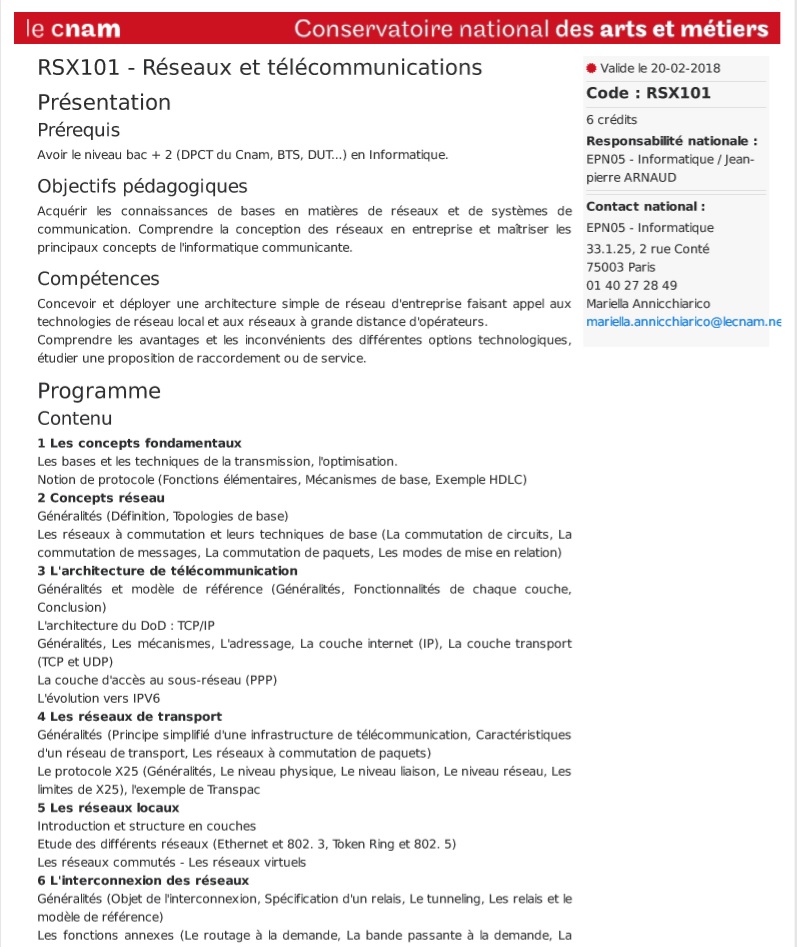 le cnam
Conservatoire national des arts et métiers
RSX101 - Réseaux et télécommunications
Présentation
Prérequis
Avoir le niveau bac + 2 (DPCT du Cnam, BTS, DUT...) en Informatique.
Objectifs pédagogiques
Acquérir les connaissances de bases en matières de réseaux et de systèmes de
communication. Comprendre la conception des réseaux en entreprise et maîtriser les
principaux concepts de l'informatique communicante.
Compétences
Concevoir et déployer une architecture simple de réseau d'entreprise faisant appel aux
technologies de réseau local et aux réseaux à grande distance d'opérateurs.
Comprendre les avantages et les inconvénients des différentes options technologiques,
étudier une proposition de raccordement ou de service.
Programme
Contenu
1 Les concepts fondamentaux
Les bases et les techniques de la transmission, l'optimisation.
Notion de protocole (Fonctions élémentaires, Mécanismes de base, Exemple HDLC)
2 Concepts réseau
Généralités (Définition, Topologies de base)
Les réseaux à commutation et leurs techniques de base (La commutation de circuits, La
commutation de messages, La commutation de paquets, Les modes de mise en relation)
3 L'architecture de télécommunication
Généralités et modèle de référence (Généralités, Fonctionnalités de chaque couche,
Conclusion)
L'architecture du DoD : TCP/IP
Généralités, Les mécanismes, L'adressage, La couche internet (IP), La couche transport
(TCP et UDP)
La couche d'accès au sous-réseau (PPP)
L'évolution vers IPV6
4 Les réseaux de transport
Généralités (Principe simplifié d'une infrastructure de télécommunication, Caractéristiques
d'un réseau de transport, Les réseaux à commutation de paquets)
Le protocole X25 (Généralités, Le niveau physique, Le niveau liaison, Le niveau réseau, Les
limites de X25), l'exemple de Transpac
5 Les réseaux locaux
Introduction et structure en couches
Etude des différents réseaux (Ethernet et 802. 3, Token Ring et 802. 5)
Les réseaux commutés - Les réseaux virtuels
6 L'interconnexion des réseaux
Généralités (Objet de l'interconnexion, Spécification d'un relais, Le tunneling, Les relais et le
modèle de référence)
Les fonctions annexes (Le routage à la demande, La bande passante à la demande, La
Valide le 20-02-2018
Code : RSX101
6 crédits
Responsabilité nationale :
EPN05 - Informatique / Jean-
pierre ARNAUD
Contact national :
EPN05 - Informatique
33.1.25, 2 rue Conté
75003 Paris
01 40 27 28 49
Mariella Annicchiarico
mariella.annicchiarico@lecnam.ne